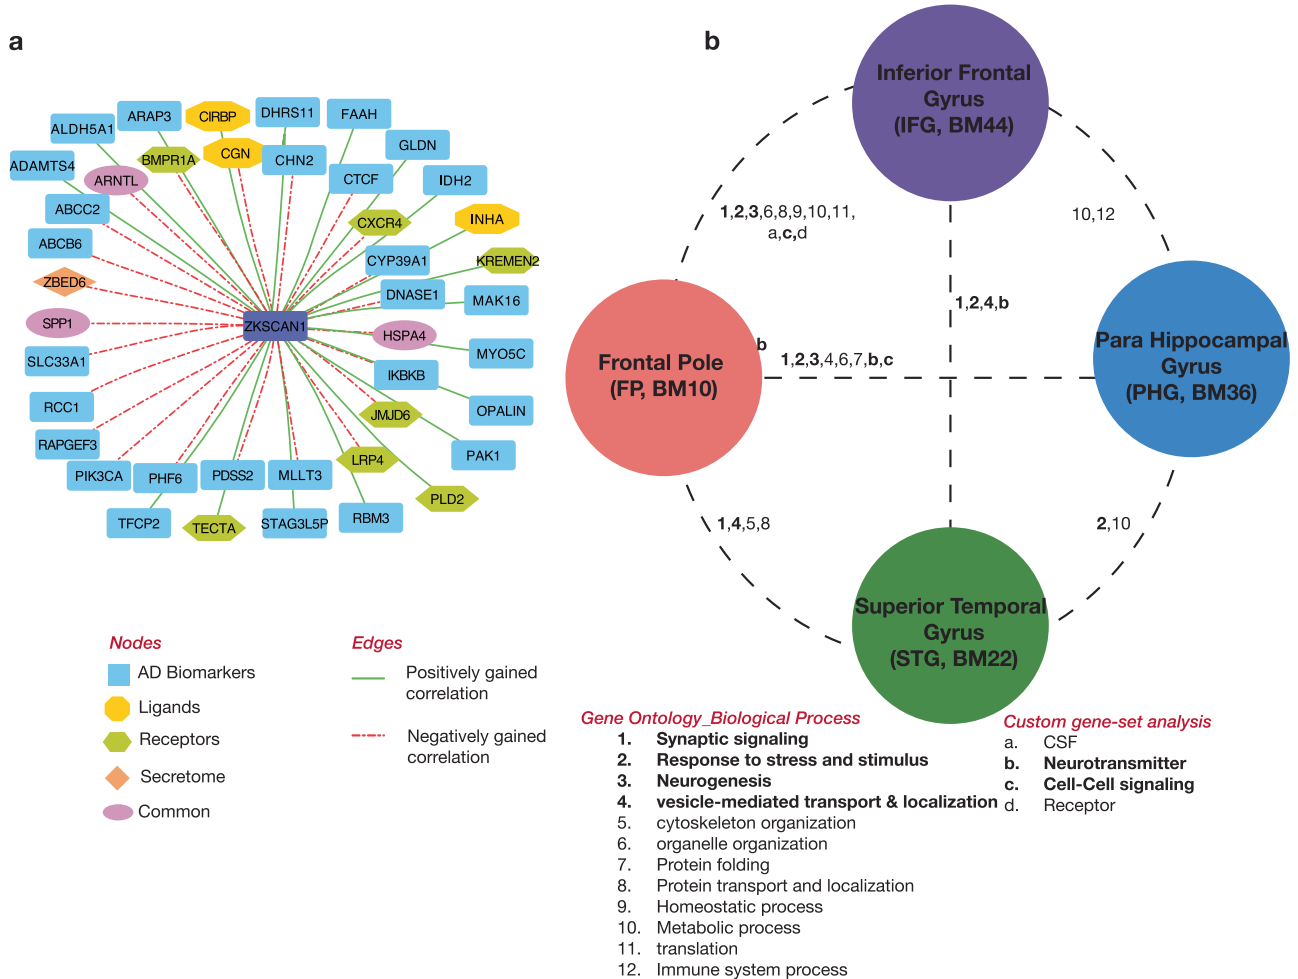 a
ARAP3
CIRBP
DHRS11
FAAH
ALDH5A1
GLDN
ADAMTS4
BMPR1A
CGN
CHN2
ARNTL
CTCF
IDH2
ABCC2
CXCR4
INHA
ABCB6
CYP39A1
KREMEN2
ZBED6
DNASE1
MAK16
SPP1
ZKSCAN1
HSPA4
SLC33A1
MYO5C
IKBKB
RCC1
JMJD6
OPALIN
RAPGEF3
PAK1
PIK3CA
PHF6
PDSS2
MLLT3
LRP4
PLD2
TFCP2
TECTA
STAG3L5P
RBM3
Nodes
AD Biomarkers
Ligands
Receptors
Secretome
Common
Edges
Positively gained
correlation
Negatively gained
correlation
b
Inferior Frontal
Gyrus
(IFG, BM44)
1,2,3,6,8,9,10,11,
a,c,d
10,12
1,2,4,b
Frontal Pole
(FP, BM10)
b
1,2,3,4,6,7,b,c
Para Hippocampal
Gyrus
(PHG, BM36)
1,4,5,8
2,10
Superior Temporal
Gyrus
(STG, BM22)
Gene Ontology_Biological Process
1. Synaptic signaling
2. Response to stress and stimulus
3. Neurogenesis
4. vesicle-mediated transport & localization
5. cytoskeleton organization
6. organelle organization
7. Protein folding
8. Protein transport and localization
9. Homeostatic process
10. Metabolic process
11. translation
12. Immune system process
Custom gene-set analysis
a. CSF
b. Neurotransmitter
c. Cell-Cell signaling
d. Receptor